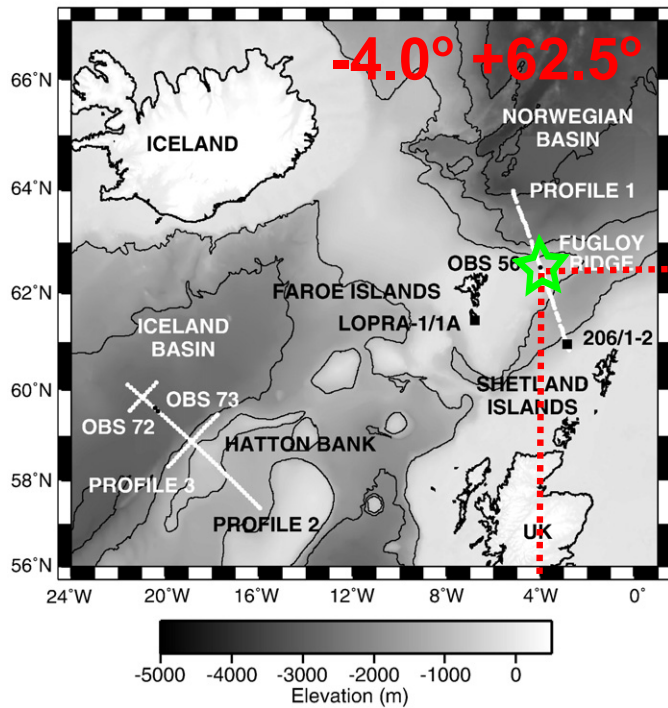 -4.0° +62.5°
66°N
NORWEGIAN
BASIN
ICELAND
64°N
PROFILE 1
FUGLOY
RIDGE
OBS 56
62°N
FAROE ISLANDS
LOPRA-1/1A
ICELAND
BASIN
206/1-2
60°N
SHETLAND
ISLANDS
OBS 73
OBS 72
HATTON BANK
58°N
PROFILE 3
PROFILE 2
UK
56°N
24°W
20°W
16°W
12°W
8°W
4°W
0°
-5000
-4000
-3000
-2000
-1000
0
Elevation (m)